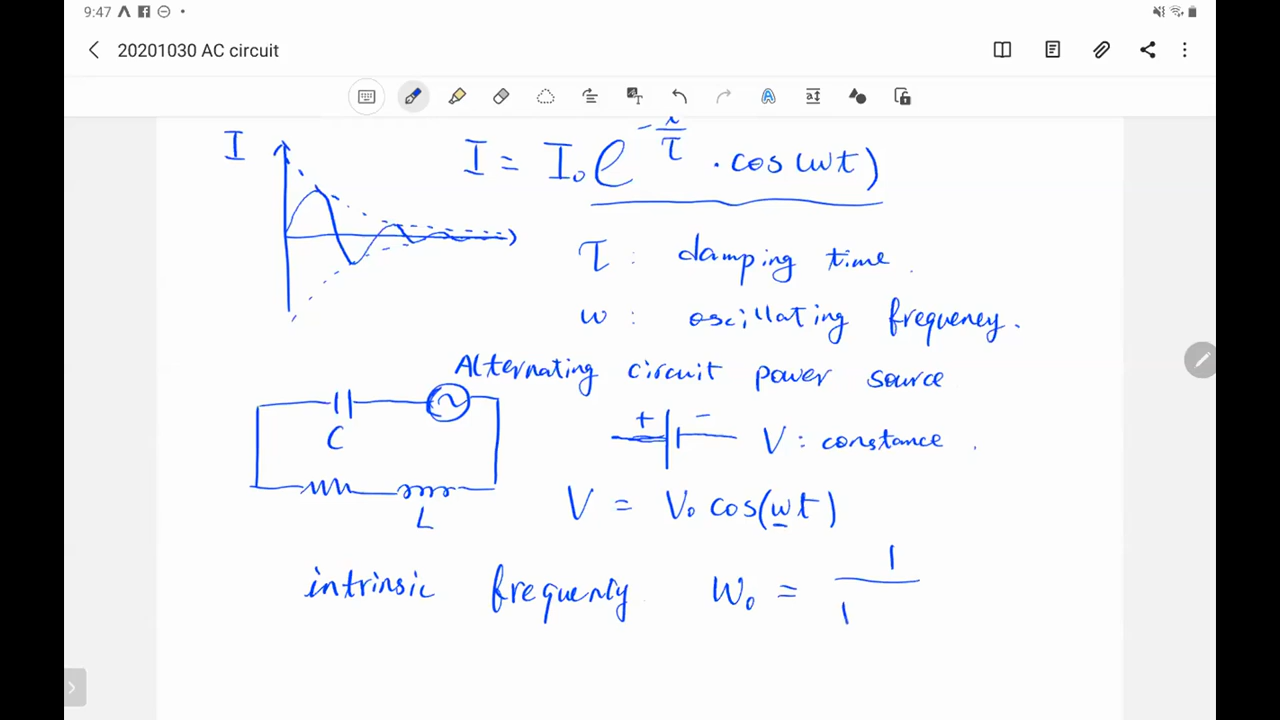 9:47
20201030 AC circuit
I
I = I₀ e^(-/τ) · cos(ωt)
τ : damping time .
ω : oscillating frequency .
Alternating circuit power source
C
+ - V : constance .
L
V = V₀ cos(ωt)
intrinsic frequenty ω₀ = 1